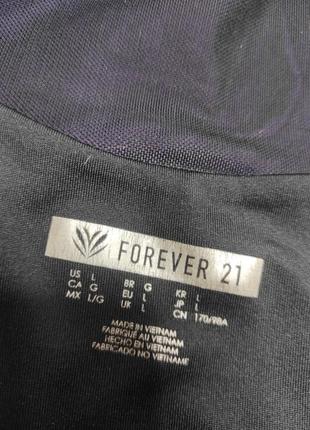 FOREVER 21
US L BR G KR L
CA G EU L JP L
MX L/G UK L CN 170/98A
MADE IN VIETNAM
FABRIQUÉ AU VIETNAM
HECHO EN VIETNAM
FABRICADO NO VIETNAME